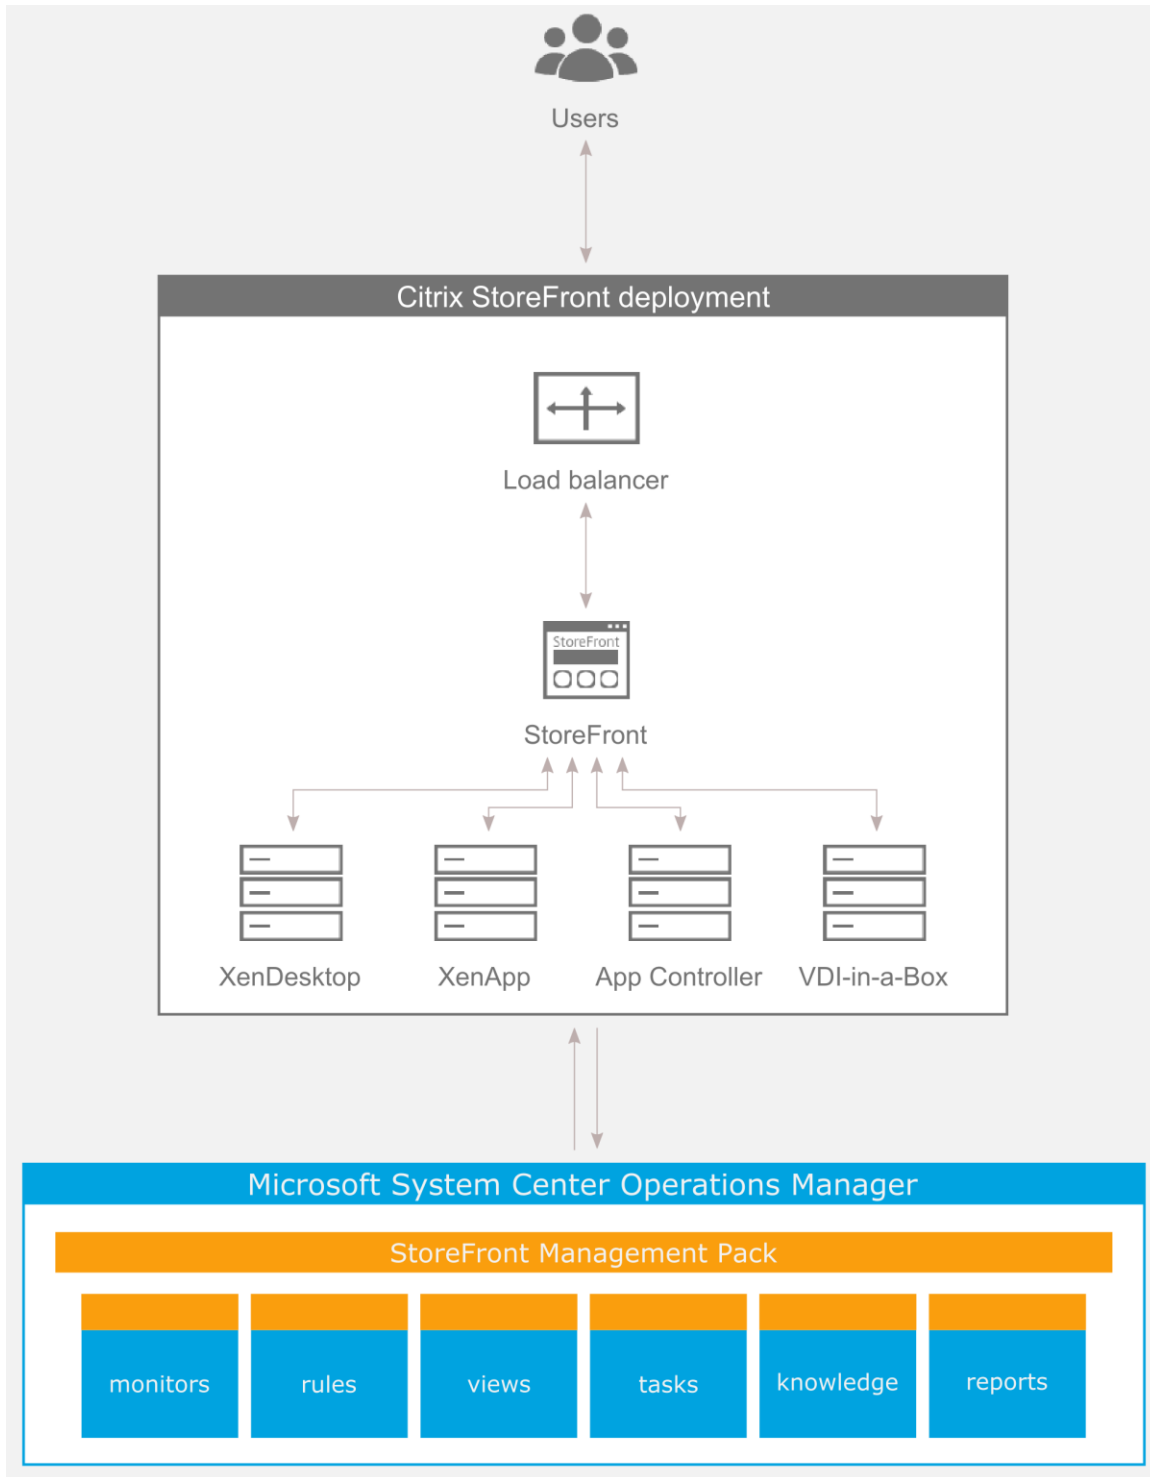 Users
Citrix StoreFront deployment
Load balancer
StoreFront
StoreFront
XenDesktop XenApp App Controller VDI-in-a-Box
Microsoft System Center Operations Manager
StoreFront Management Pack
monitors rules views tasks knowledge reports